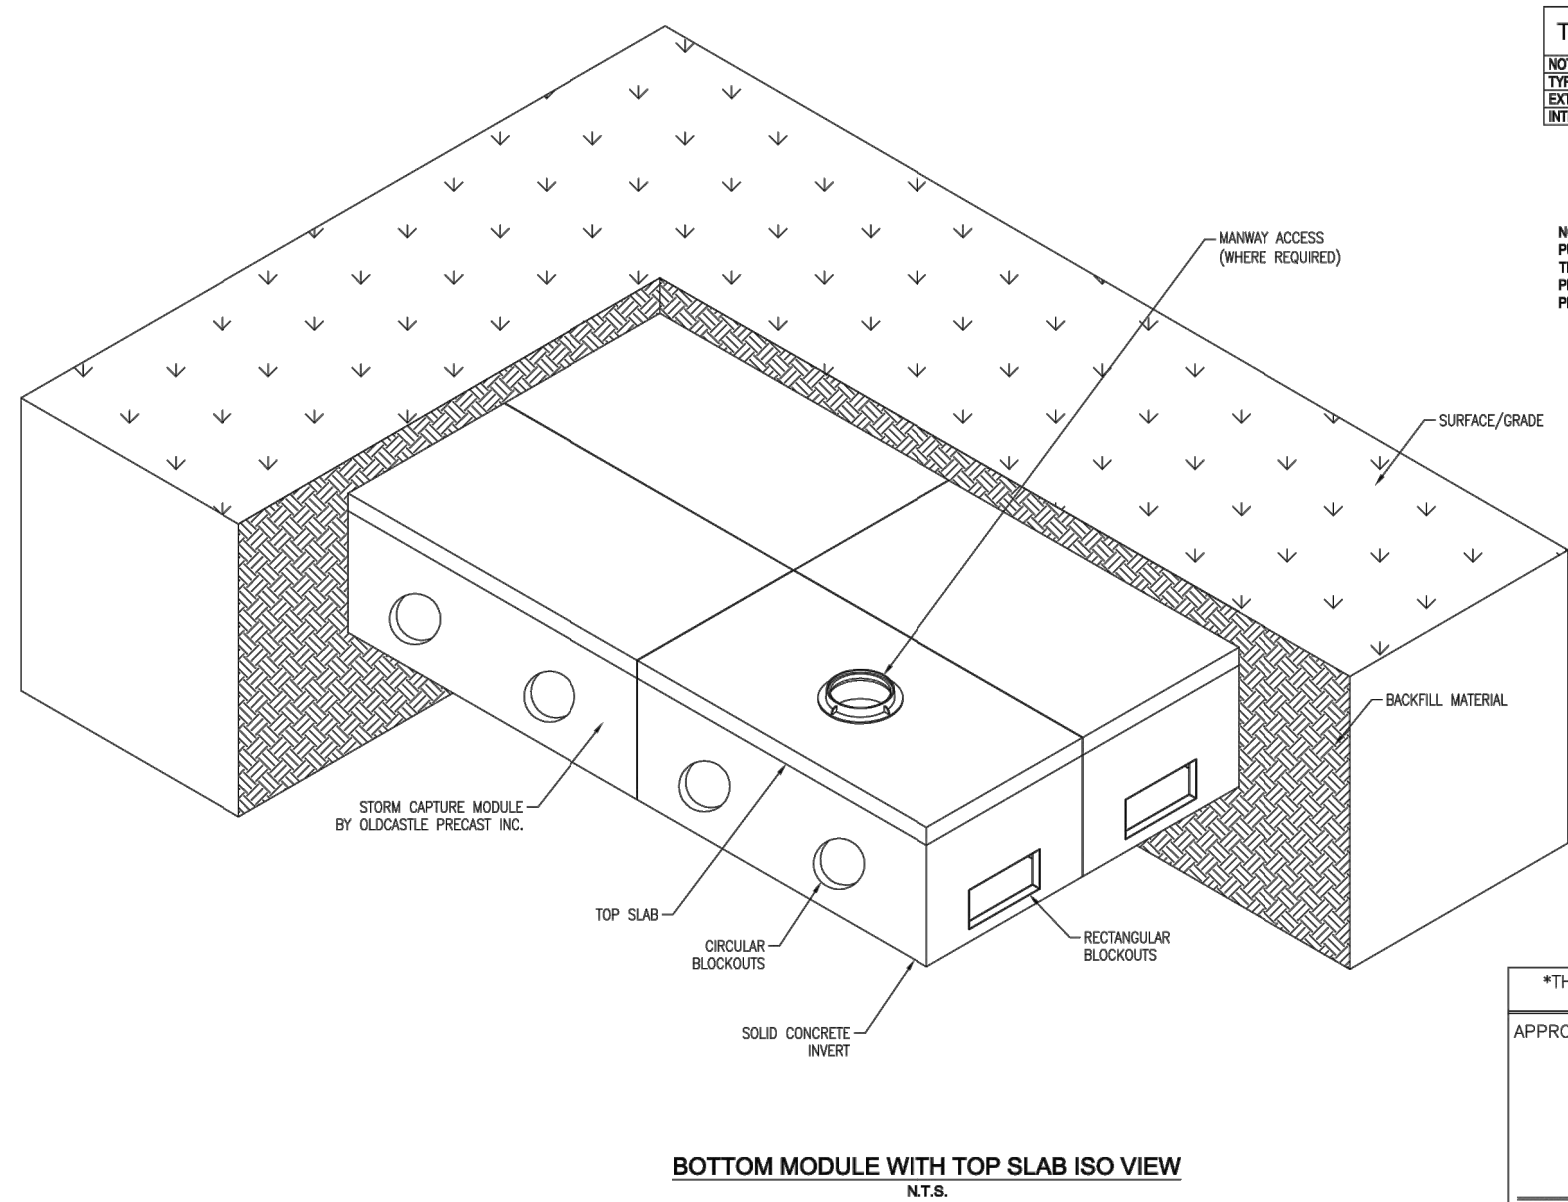 MANWAY ACCESS
(WHERE REQUIRED)
SURFACE/GRADE
BACKFILL MATERIAL
STORM CAPTURE MODULE
BY OLDCASTLE PRECAST INC.
TOP SLAB
CIRCULAR
BLOCKOUTS
RECTANGULAR
BLOCKOUTS
SOLID CONCRETE
INVERT
BOTTOM MODULE WITH TOP SLAB ISO VIEW
N.T.S.